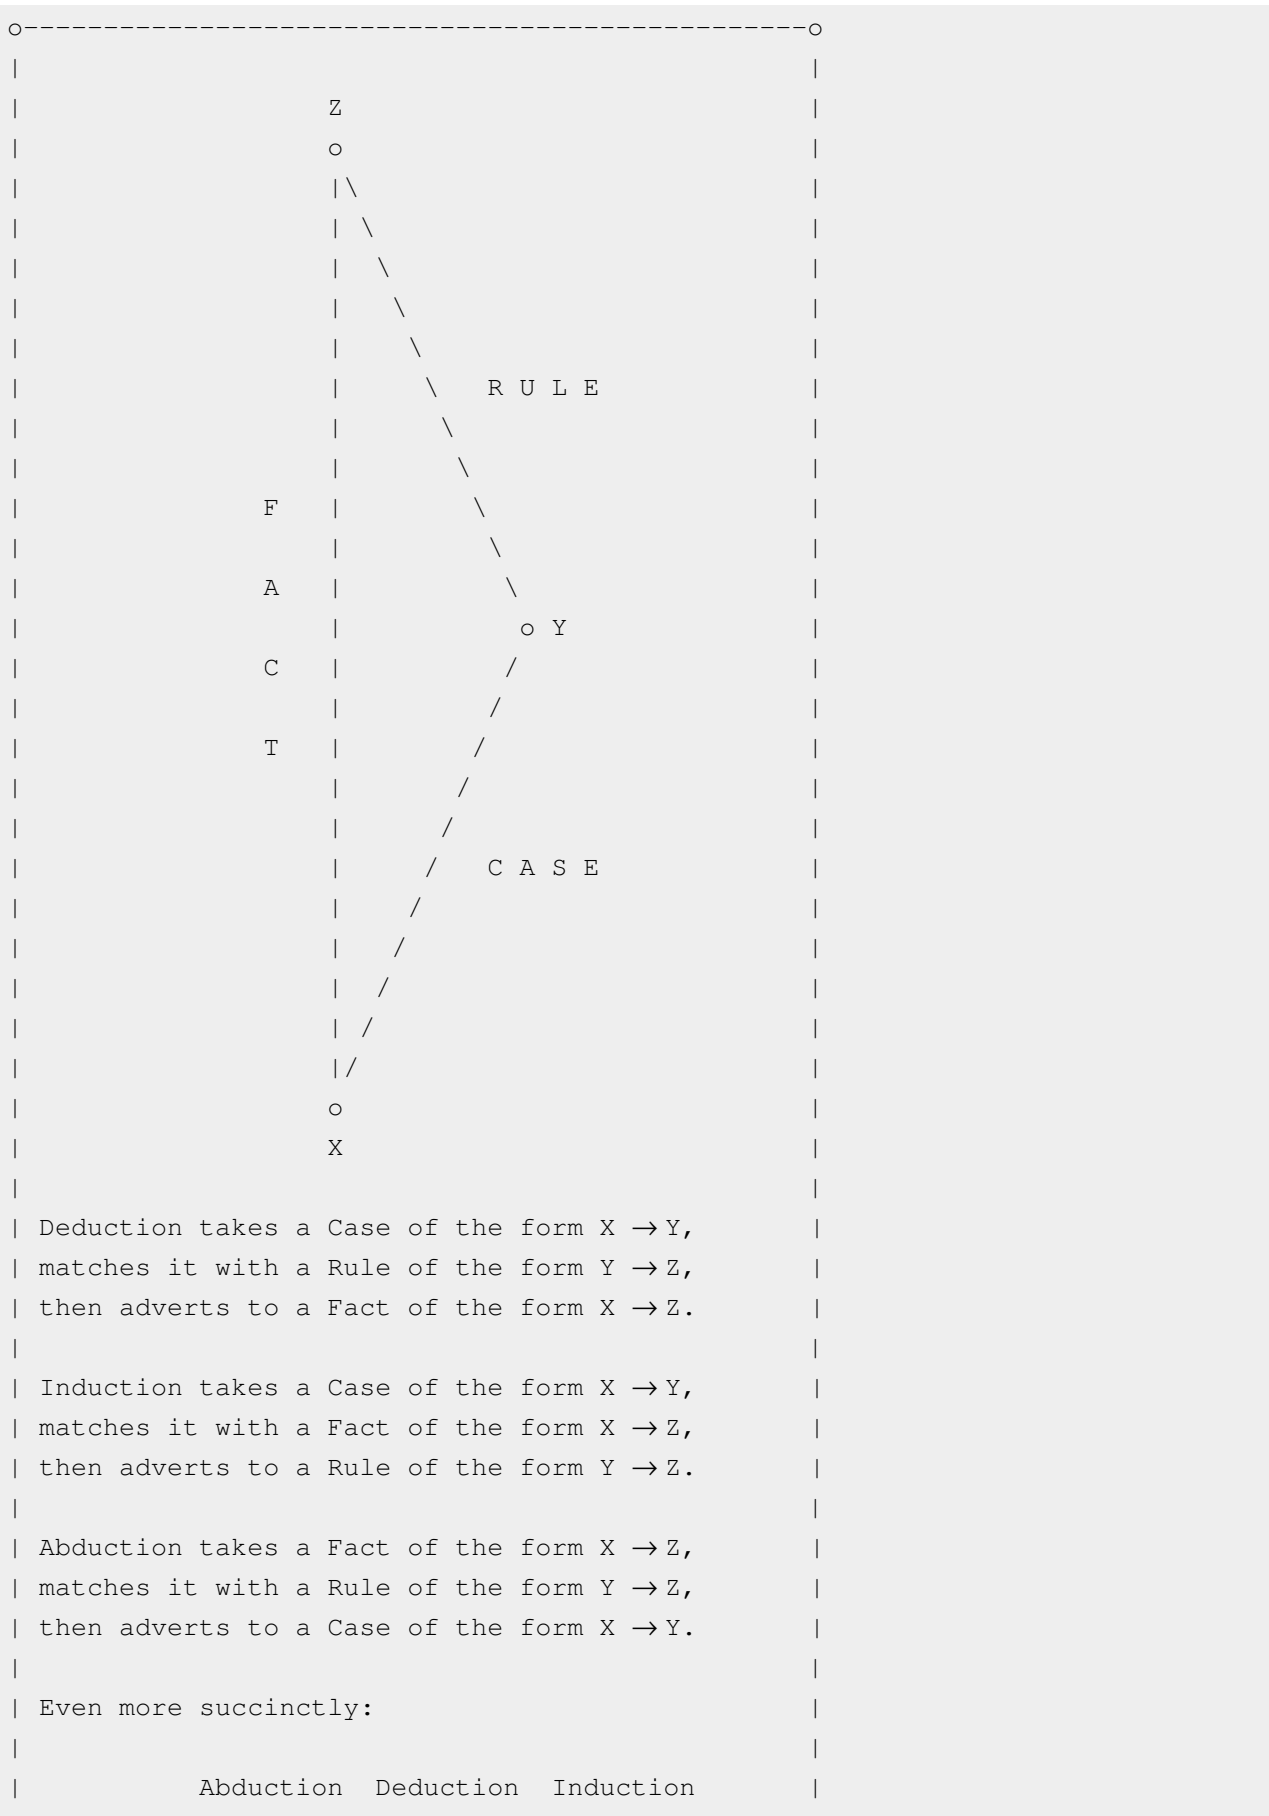 o-------------------------------------------------o
| |
| Z |
| o |
| |\ |
| | \ |
| | \ |
| | \ |
| | \ |
| | \ R U L E |
| | \ |
| | \ |
| F | \ |
| | \ |
| A | \ |
| | o Y |
| C | / |
| | / |
| T | / |
| | / |
| | / |
| | / C A S E |
| | / |
| | / |
| | / |
| | / |
| |/ |
| o |
| X |
| |
| Deduction takes a Case of the form X → Y, |
| matches it with a Rule of the form Y → Z, |
| then adverts to a Fact of the form X → Z. |
| |
| Induction takes a Case of the form X → Y, |
| matches it with a Fact of the form X → Z, |
| then adverts to a Rule of the form Y → Z. |
| |
| Abduction takes a Fact of the form X → Z, |
| matches it with a Rule of the form Y → Z, |
| then adverts to a Case of the form X → Y. |
| |
| Even more succinctly: |
| |
| Abduction Deduction Induction |